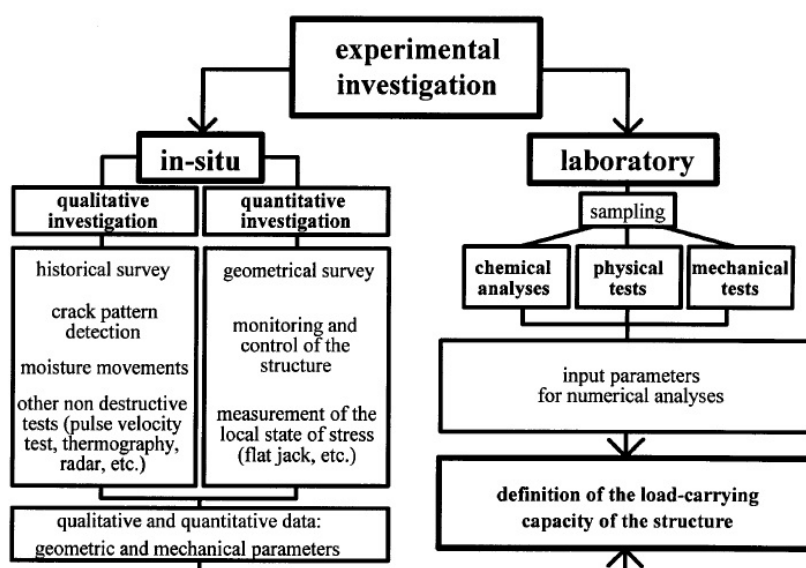 experimental
investigation
in-situ
laboratory
qualitative
investigation
quantitative
investigation
sampling
chemical
analyses
physical
tests
mechanical
tests
historical survey
crack pattern
detection
moisture movements
other non destructive
tests (pulse velocity
test, thermography,
radar, etc.)
geometrical survey
monitoring and
control of the
structure
measurement of the
local state of stress
(flat jack, etc.)
input parameters
for numerical analyses
qualitative and quantitative data:
geometric and mechanical parameters
definition of the load-carrying
capacity of the structure